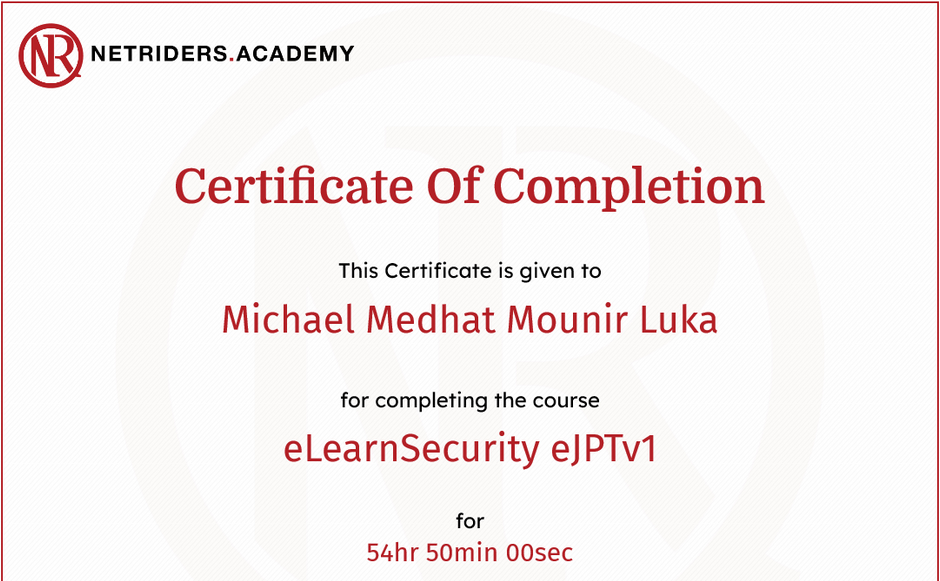 NR NETRIDERS.ACADEMY
Certificate Of Completion
This Certificate is given to
Michael Medhat Mounir Luka
for completing the course
eLearnSecurity eJPTv1
for
54hr 50min 00sec